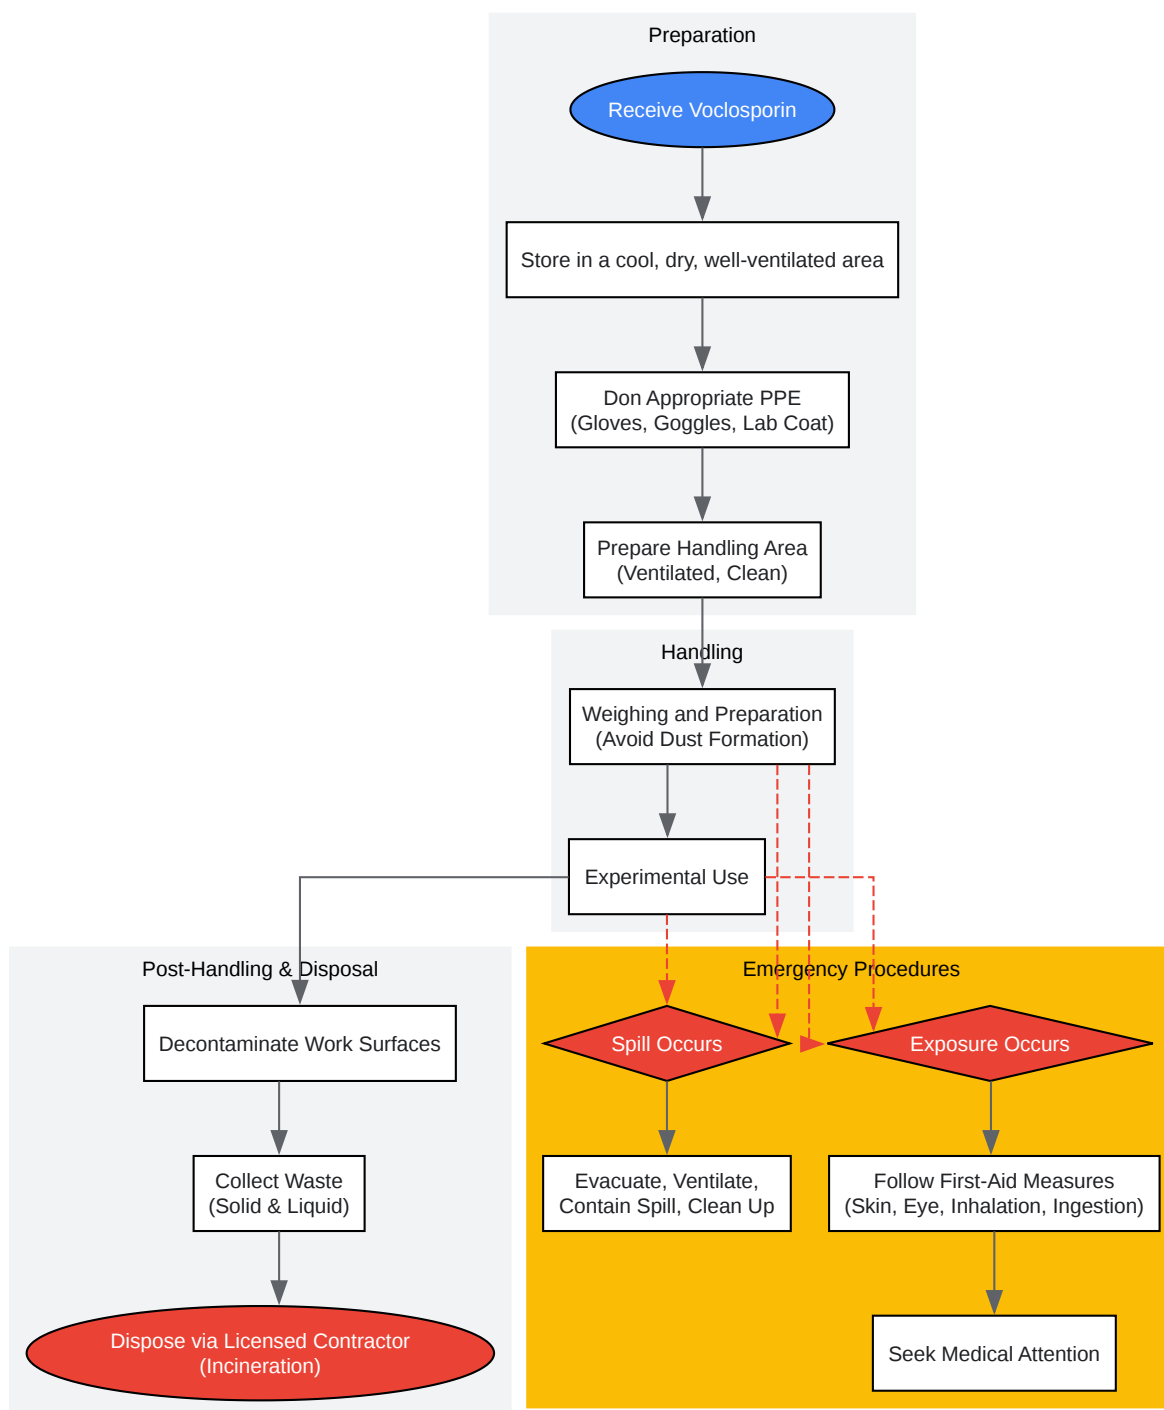 Preparation
Receive Voclosporin
Store in a cool, dry, well-ventilated area
Don Appropriate PPE
(Gloves, Goggles, Lab Coat)
Prepare Handling Area
(Ventilated, Clean)
Handling
Weighing and Preparation
(Avoid Dust Formation)
Experimental Use
Post-Handling & Disposal
Decontaminate Work Surfaces
Collect Waste
(Solid & Liquid)
Dispose via Licensed Contractor
(Incineration)
Emergency Procedures
Spill Occurs
Evacuate, Ventilate,
Contain Spill, Clean Up
Exposure Occurs
Follow First-Aid Measures
(Skin, Eye, Inhalation, Ingestion)
Seek Medical Attention